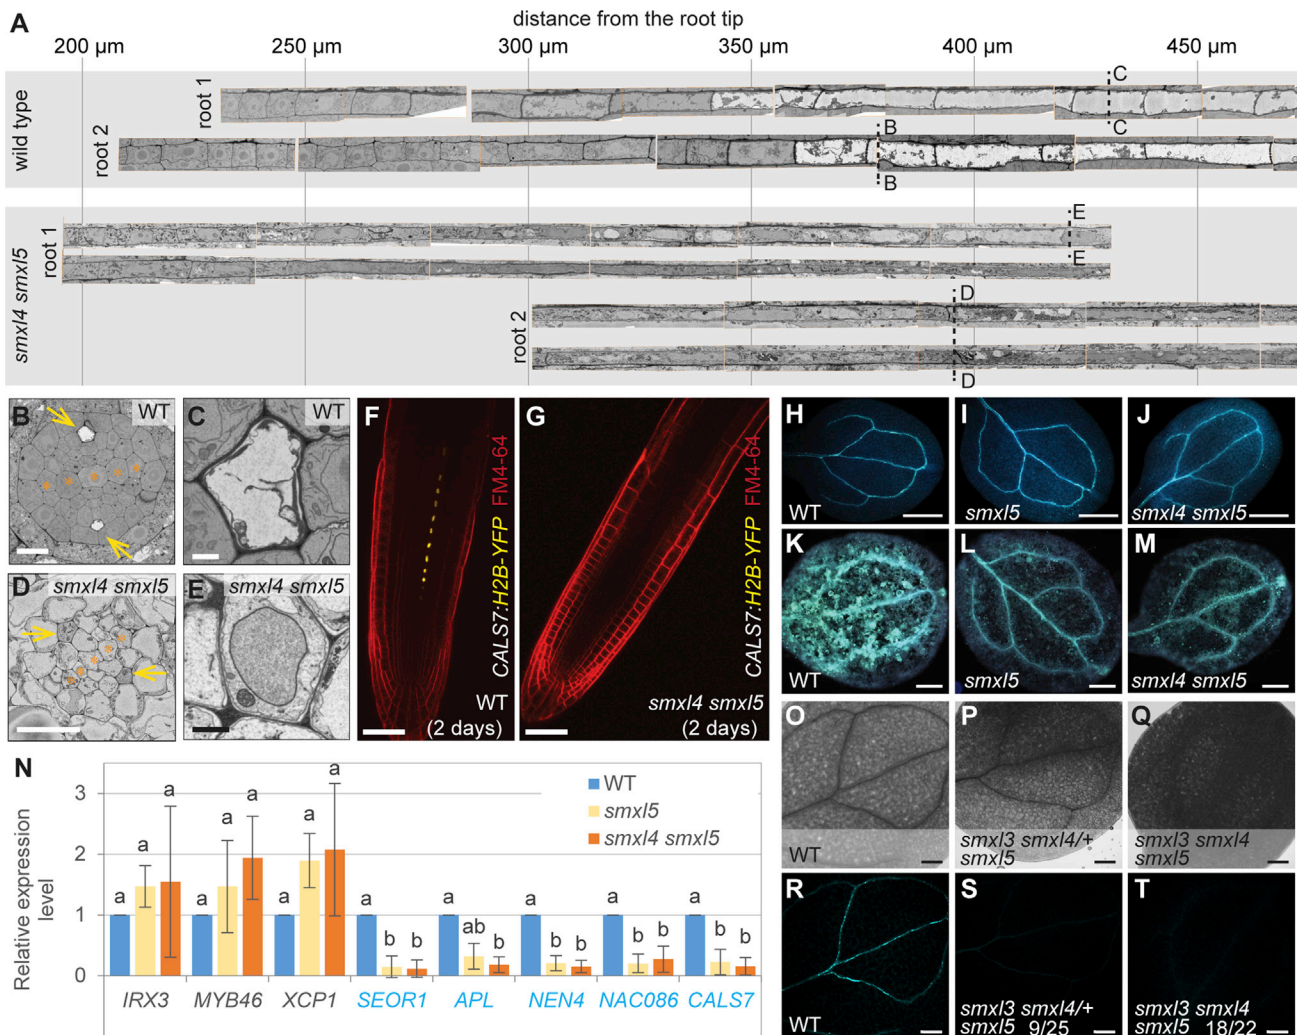 A
distance from the root tip
200 µm
250 µm
300 µm
350 µm
400 µm
450 µm
wild type
root 1
C
C
root 2
B
B
smxl4 smxl5
root 1
E
E
root 2
D
D
B
WT
C
WT
D
smxl4 smxl5
E
F
CALS7:H2B-YFP FM4-64
WT
(2 days)
G
CALS7:H2B-YFP FM4-64
smxl4 smxl5
(2 days)
H
WT
I
smxl5
J
smxl4 smxl5
K
WT
L
smxl5
M
smxl4 smxl5
N
Relative expression
level
3
2
1
0
WT
smxl5
smxl4 smxl5
a a a
a a a
a a a
a b b
a ab b
a b b
a b b
a b b
IRX3 MYB46 XCP1 SEOR1 APL NEN4 NAC086 CALS7
O
WT
P
smxl3 smxl4/+
smxl5
Q
smxl3 smxl4
smxl5
R
WT
S
smxl3 smxl4/+
smxl5 9/25
T
smxl3 smxl4
smxl5 18/22